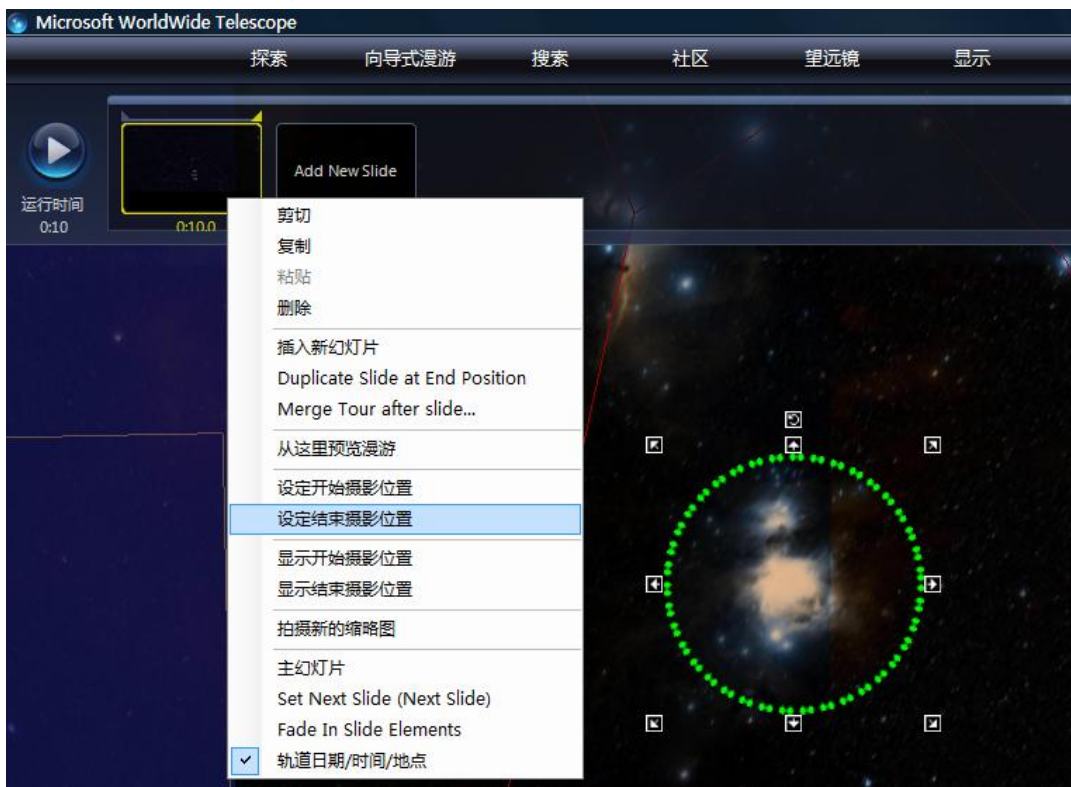 Microsoft WorldWide Telescope
探索 向导式漫游 搜索 社区 望远镜 显示
Add New Slide
运行时间
0:10
0:10.0
剪切
复制
粘贴
删除
插入新幻灯片
Duplicate Slide at End Position
Merge Tour after slide...
从这里预览漫游
设定开始摄影位置
设定结束摄影位置
显示开始摄影位置
显示结束摄影位置
拍摄新的缩略图
主幻灯片
Set Next Slide (Next Slide)
Fade In Slide Elements
轨道日期/时间/地点